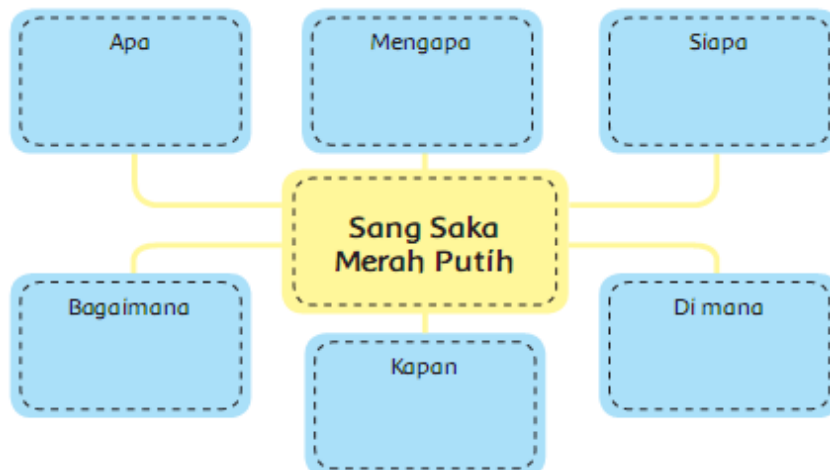 Apa
Mengapa
Siapa
Sang Saka
Merah Putih
Bagaimana
Kapan
Di mana